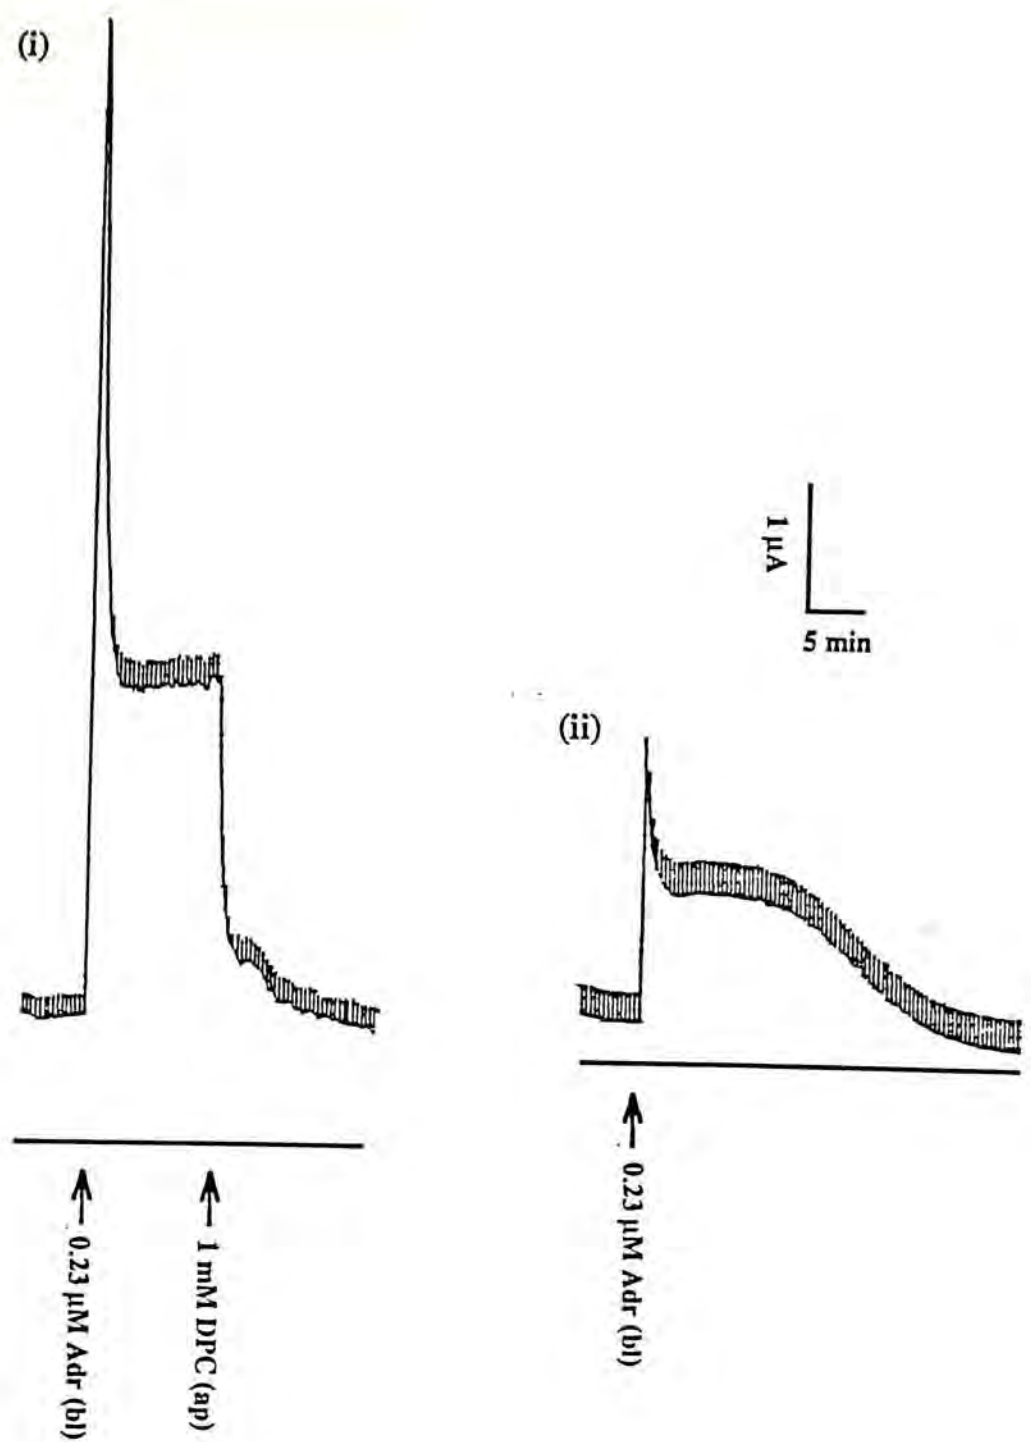 (i)
1 µA
5 min
(ii)
0.23 µM Adr (bl)
1 mM DPC (ap)
0.23 µM Adr (bl)